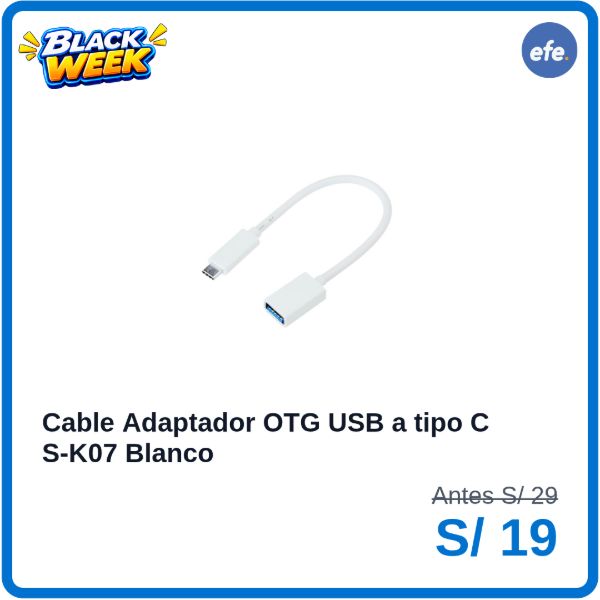 BLACK
WEEK
efe.
Cable Adaptador OTG USB a tipo C
S-K07 Blanco
Antes S/ 29
S/ 19